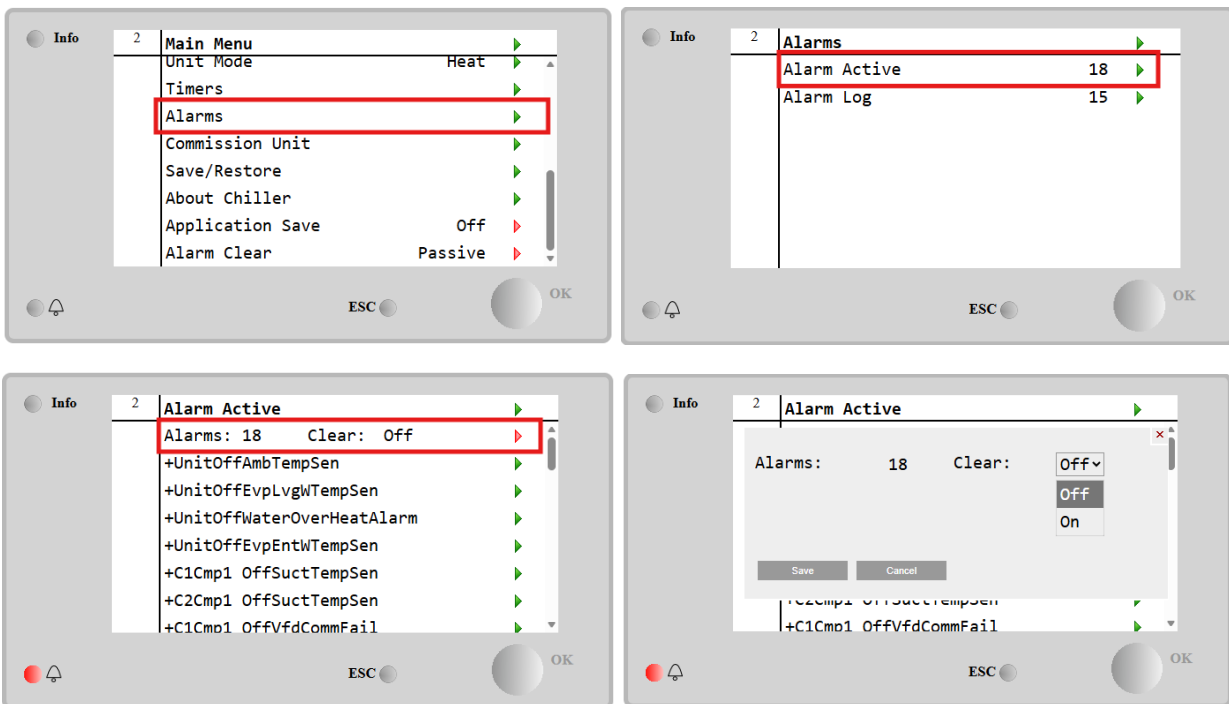 Info
2 Main Menu
Unit Mode Heat
Timers
Alarms
Commission Unit
Save/Restore
About Chiller
Application Save Off
Alarm Clear Passive
ESC
OK
Info
2 Alarms
Alarm Active 18
Alarm Log 15
ESC
OK
Info
2 Alarm Active
Alarms: 18 Clear: Off
+UnitOffAmbTempSen
+UnitOffEvpLvgWTempSen
+UnitOffWaterOverHeatAlarm
+UnitOffEvpEntWTempSen
+C1Cmp1 OffSuctTempSen
+C2Cmp1 OffSuctTempSen
+C1Cmp1 OffVfdCommFail
ESC
OK
Info
2 Alarm Active
Alarms: 18 Clear: Off
Off
On
Save Cancel
+C2Cmp1 OffSuctTempSen
+C1Cmp1 OffVfdCommFail
ESC
OK